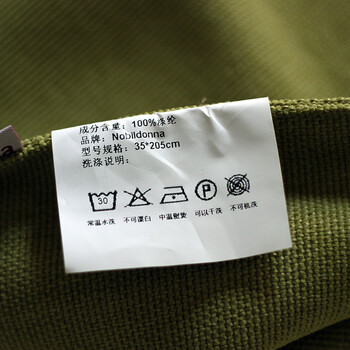 成分含量: 100%涤纶
品牌: Nobildonna
型号规格: 35*205cm
洗涤说明:
30 P
常温水洗 不可漂白 中温熨垫 可以干洗 不可机洗
a